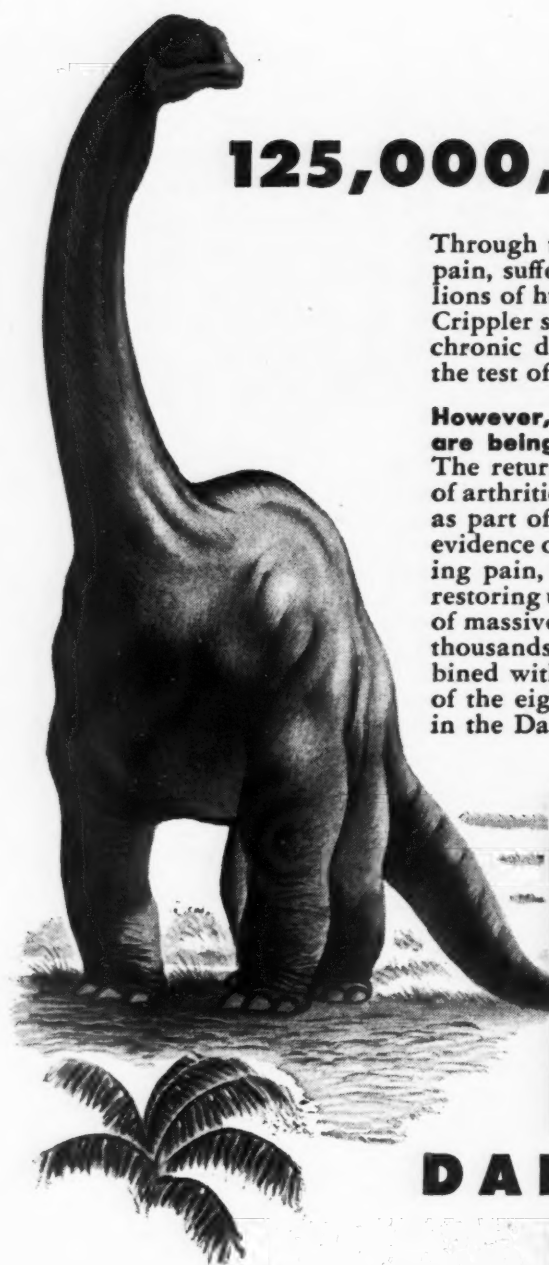 125,000,
Through
pain, suffe
lions of h
Crippler s
chronic d
the test of
However,
are being
The retur
of arthriti
as part of
evidence o
ing pain,
restoring u
of massive
thousands
bined wit
of the eig
in the Da
DA